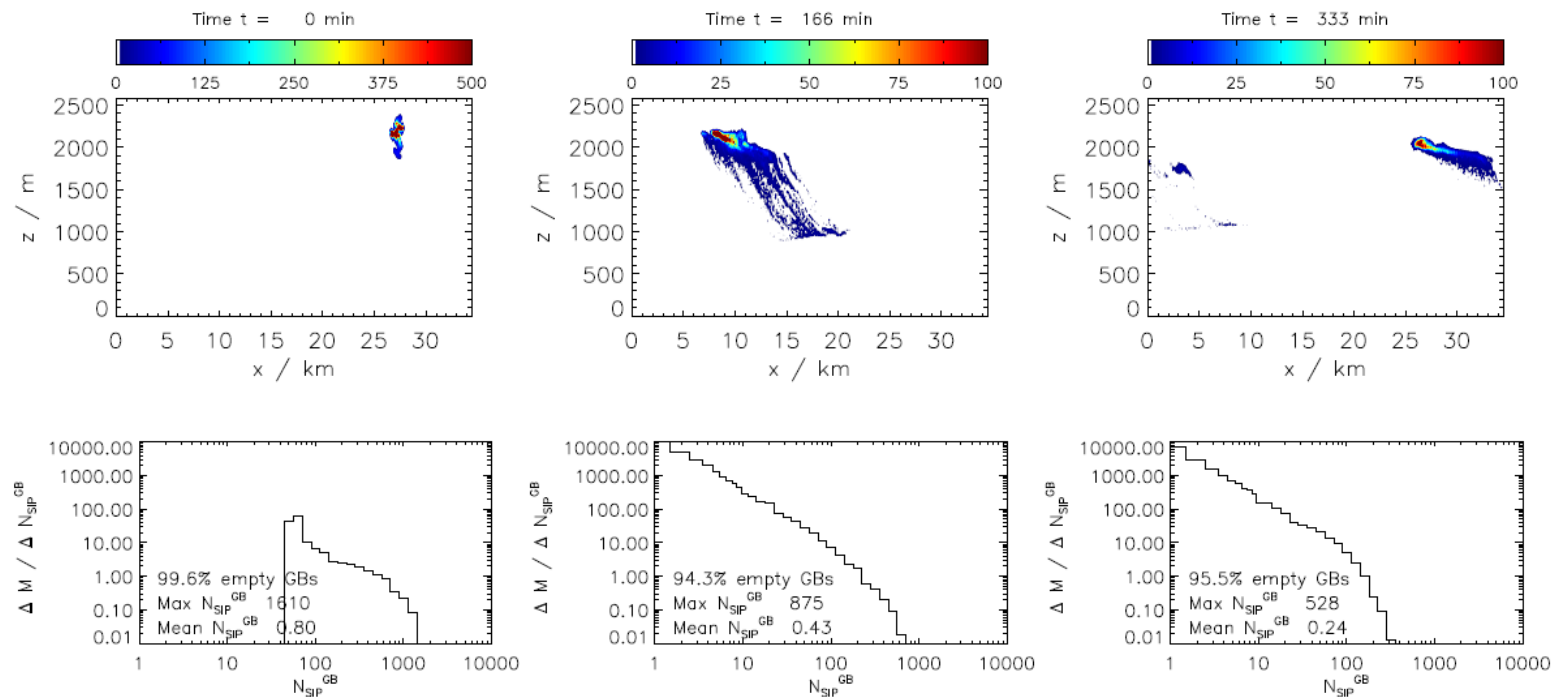 Time t = 0 min
0 125 250 375 500
2500
2000
1500
1000
500
0
z / m
0 5 10 15 20 25 30
x / km
Time t = 166 min
0 25 50 75 100
2500
2000
1500
1000
500
0
z / m
0 5 10 15 20 25 30
x / km
Time t = 333 min
0 25 50 75 100
2500
2000
1500
1000
500
0
z / m
0 5 10 15 20 25 30
x / km
10000.00
1000.00
100.00
10.00
1.00
0.10
0.01
Δ M / Δ N_SIP^GB
99.6% empty GBs
Max N_SIP^GB 1610
Mean N_SIP^GB 0.80
1 10 100 1000 10000
N_SIP^GB
10000.00
1000.00
100.00
10.00
1.00
0.10
0.01
Δ M / Δ N_SIP^GB
94.3% empty GBs
Max N_SIP^GB 875
Mean N_SIP^GB 0.43
1 10 100 1000 10000
N_SIP^GB
10000.00
1000.00
100.00
10.00
1.00
0.10
0.01
Δ M / Δ N_SIP^GB
95.5% empty GBs
Max N_SIP^GB 528
Mean N_SIP^GB 0.24
1 10 100 1000 10000
N_SIP^GB